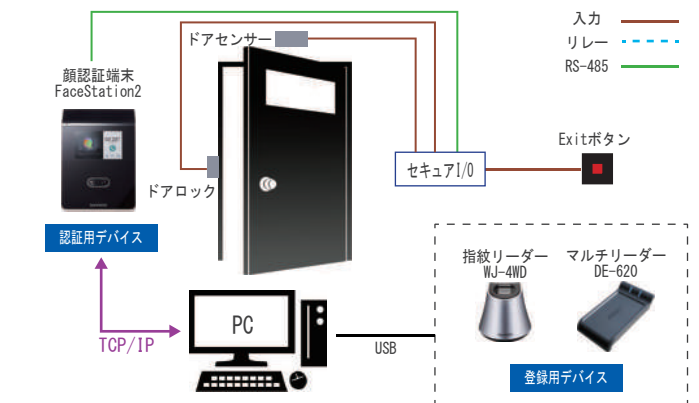 入力
リレー
RS-485
ドアセンサー
顔認証端末
FaceStation2
Exitボタン
セキュアI/O
ドアロック
認証用デバイス
指紋リーダー
WJ-4WD
マルチリーダー
DE-620
PC
TCP/IP
USB
登録用デバイス